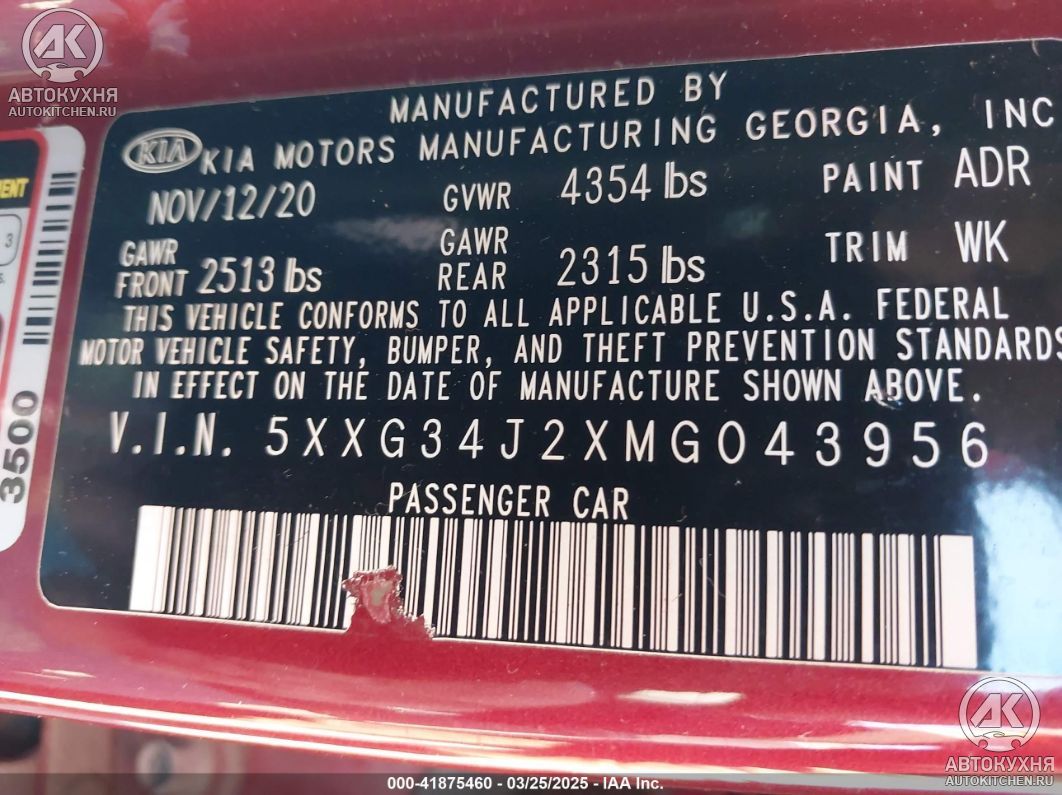 АВТОКУХНЯ
AUTOKITCHEN.RU
MANUFACTURED BY
KIA KIA MOTORS MANUFACTURING GEORGIA, INC
NOV/12/20 GVWR 4354 lbs PAINT ADR
GAWR FRONT 2513 lbs GAWR REAR 2315 lbs TRIM WK
THIS VEHICLE CONFORMS TO ALL APPLICABLE U.S.A. FEDERAL
MOTOR VEHICLE SAFETY, BUMPER, AND THEFT PREVENTION STANDARDS
IN EFFECT ON THE DATE OF MANUFACTURE SHOWN ABOVE.
V.I.N. 5XXG34J2XMG043956
PASSENGER CAR
3
3500
АВТОКУХНЯ
AUTOKITCHEN.RU
000-41875460 - 03/25/2025 - IAA Inc.